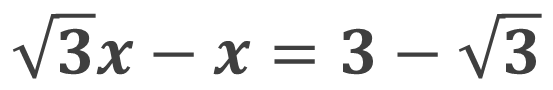 √3x − x = 3 − √3